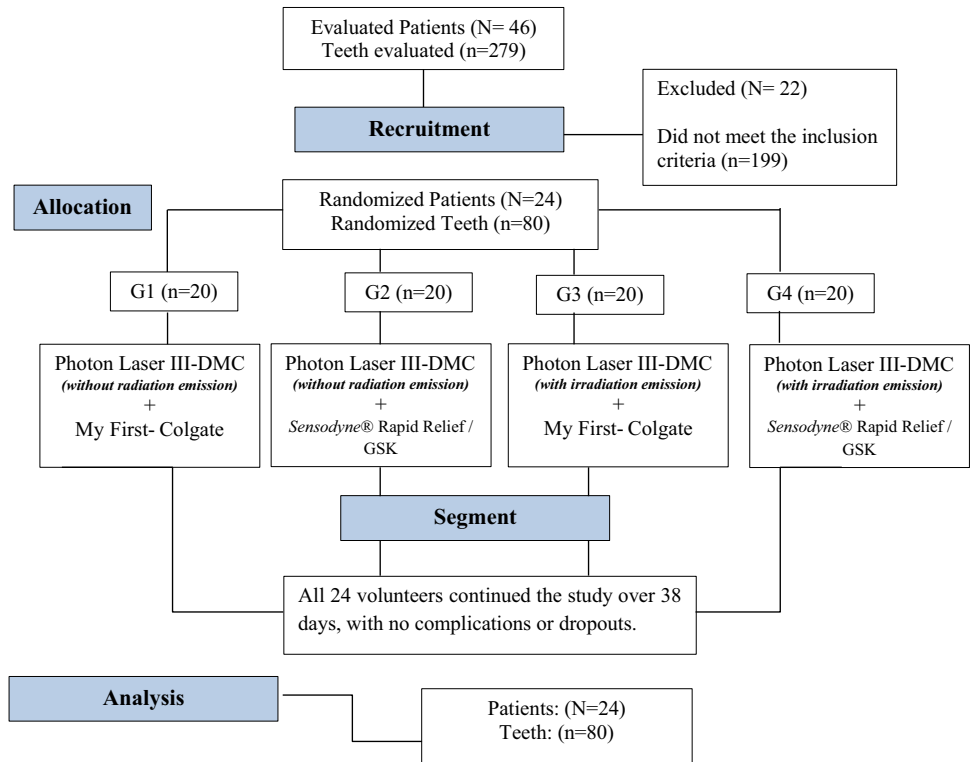 Evaluated Patients (N= 46)
Teeth evaluated (n=279)
Recruitment
Excluded (N= 22)
Did not meet the inclusion
criteria (n=199)
Allocation
Randomized Patients (N=24)
Randomized Teeth (n=80)
G1 (n=20)
G2 (n=20)
G3 (n=20)
G4 (n=20)
Photon Laser III-DMC
(without radiation emission)
+
My First- Colgate
Photon Laser III-DMC
(without radiation emission)
+
Sensodyne® Rapid Relief /
GSK
Photon Laser III-DMC
(with irradiation emission)
+
My First- Colgate
Photon Laser III-DMC
(with irradiation emission)
+
Sensodyne® Rapid Relief /
GSK
Segment
All 24 volunteers continued the study over 38
days, with no complications or dropouts.
Analysis
Patients: (N=24)
Teeth: (n=80)